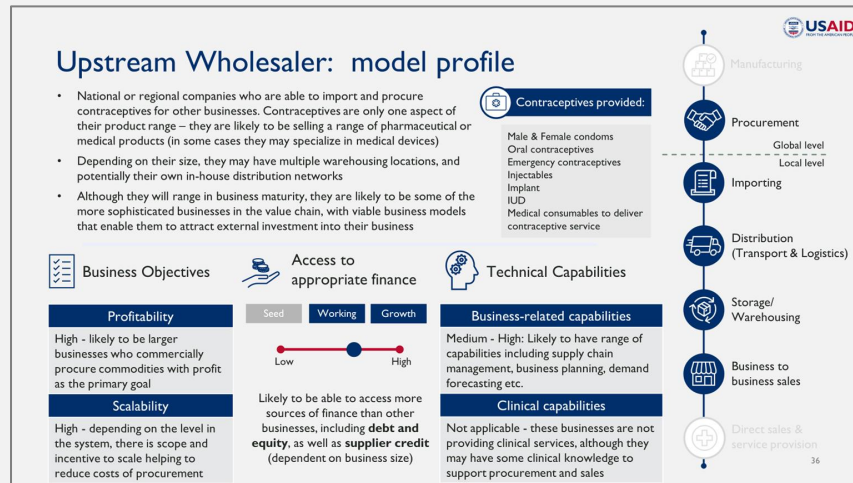 USAID
FROM THE AMERICAN PEOPLE
Upstream Wholesaler: model profile
• National or regional companies who are able to import and procure
contraceptives for other businesses. Contraceptives are only one aspect of
their product range – they are likely to be selling a range of pharmaceutical or
medical products (in some cases they may specialize in medical devices)
• Depending on their size, they may have multiple warehousing locations, and
potentially their own in-house distribution networks
• Although they will range in business maturity, they are likely to be some of the
more sophisticated businesses in the value chain, with viable business models
that enable them to attract external investment into their business
Contraceptives provided:
Male & Female condoms
Oral contraceptives
Emergency contraceptives
Injectables
Implant
IUD
Medical consumables to deliver
contraceptive service
Business Objectives
Profitability
High - likely to be larger
businesses who commercially
procure commodities with profit
as the primary goal
Scalability
High - depending on the level in
the system, there is scope and
incentive to scale helping to
reduce costs of procurement
Access to
appropriate finance
Seed
Working
Growth
Low
High
Likely to be able to access more
sources of finance than other
businesses, including debt and
equity, as well as supplier credit
(dependent on business size)
Technical Capabilities
Business-related capabilities
Medium - High: Likely to have range of
capabilities including supply chain
management, business planning, demand
forecasting etc.
Clinical capabilities
Not applicable - these businesses are not
providing clinical services, although they
may have some clinical knowledge to
support procurement and sales
Manufacturing
Procurement
Global level
Local level
Importing
Distribution
(Transport & Logistics)
Storage/
Warehousing
Business to
business sales
Direct sales &
service provision
36